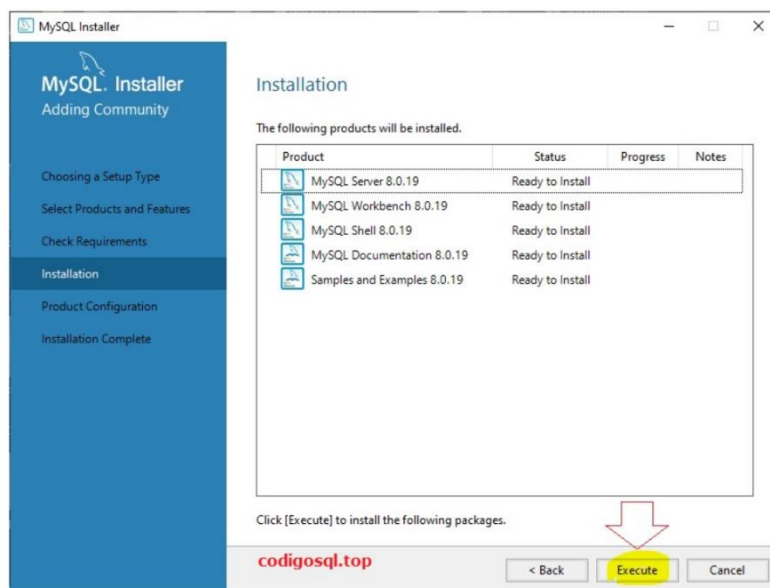 MySQL Installer
MySQL. Installer
Adding Community
Choosing a Setup Type
Select Products and Features
Check Requirements
Installation
Product Configuration
Installation Complete
Installation
The following products will be installed.
Product Status Progress Notes
MySQL Server 8.0.19 Ready to Install
MySQL Workbench 8.0.19 Ready to Install
MySQL Shell 8.0.19 Ready to Install
MySQL Documentation 8.0.19 Ready to Install
Samples and Examples 8.0.19 Ready to Install
Click [Execute] to install the following packages.
codigosql.top
< Back Execute Cancel